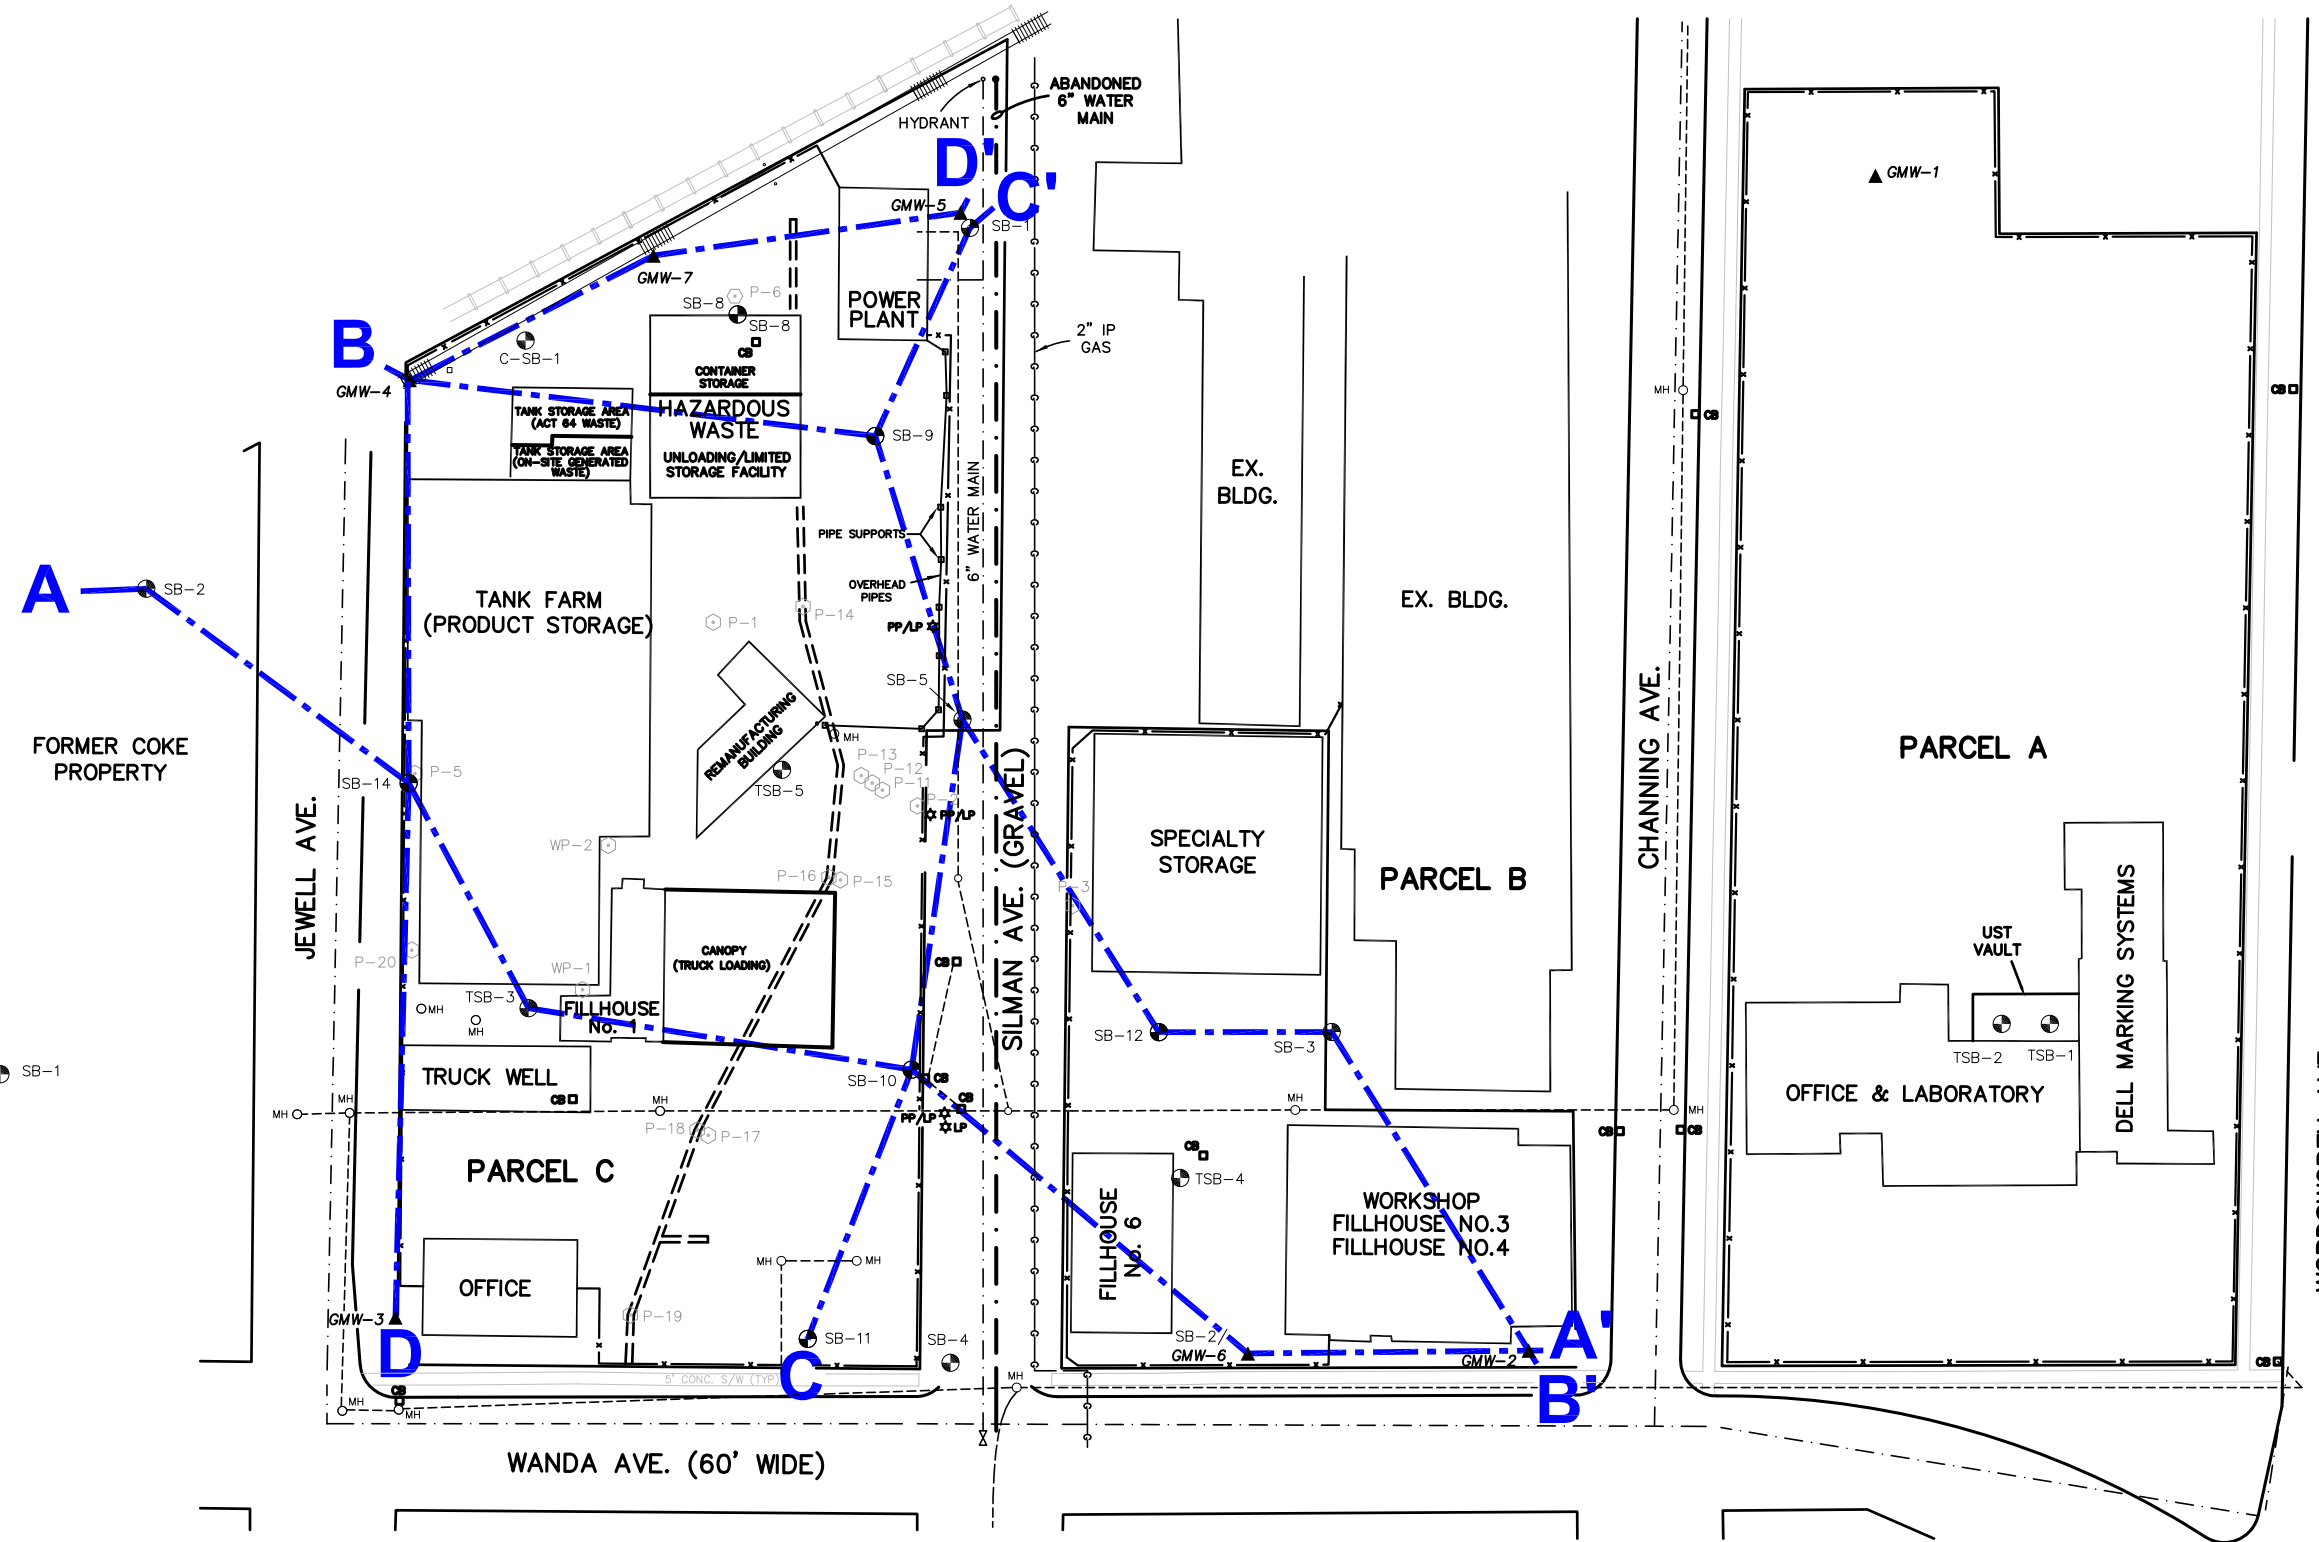 ABANDONED
6" WATER
MAIN
HYDRANT
D'
C'
GMW-5
SB-1
GMW-1
GMW-7
P-6
SB-8
SB-8
POWER
PLANT
2" IP
GAS
B
C-SB-1
CB
CONTAINER
STORAGE
GMW-4
MH
CB
CB
TANK STORAGE AREA
(ACT 64 WASTE)
HAZARDOUS
WASTE
SB-9
TANK STORAGE AREA
(ON-SITE GENERATED
WASTE)
UNLOADING/LIMITED
STORAGE FACILITY
EX.
BLDG.
6" WATER MAIN
PIPE SUPPORTS
OVERHEAD
PIPES
A
SB-2
TANK FARM
(PRODUCT STORAGE)
P-1
P-14
PP/LP
EX. BLDG.
SB-5
REMANUFACTURING
BUILDING
MH
CHANNING AVE.
FORMER COKE
PROPERTY
PARCEL A
SB-14
P-5
TSB-5
P-13
P-12
P-11
P-2
PP/LP
JEWELL AVE.
SILMAN AVE. (GRAVEL)
WP-2
SPECIALTY
STORAGE
P-16
P-15
P-3
PARCEL B
P-20
WP-1
CANOPY
(TRUCK LOADING)
CB
UST
VAULT
DELL MARKING SYSTEMS
TSB-3
MH
MH
FILLHOUSE
No. 1
SB-12
SB-3
TSB-2
TSB-1
SB-1
TRUCK WELL
SB-10
CB
OFFICE & LABORATORY
CB
CB
MH
MH
MH
PP/LP
LP
MH
MH
P-18
P-17
CB
CB
CB
PARCEL C
TSB-4
FILLHOUSE
No. 6
WORKSHOP
FILLHOUSE NO.3
FILLHOUSE NO.4
OFFICE
MH
MH
P-19
GMW-3
SB-11
SB-4
SB-2/
GMW-6
GMW-2
A'
CB
D
C
5' CONC. S/W (TYP)
MH
B'
CB
MH
MH
WANDA AVE. (60' WIDE)